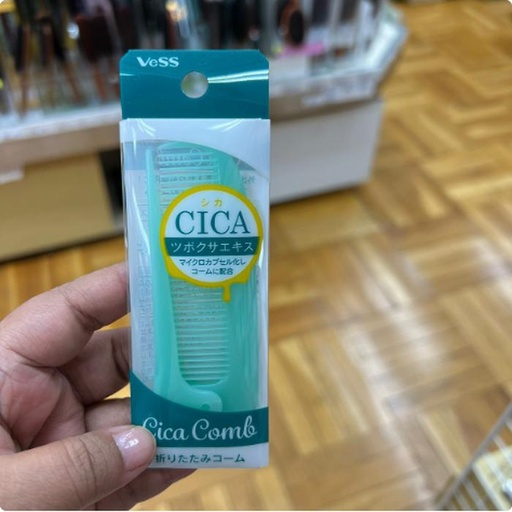 VeSS
シカ
CICA
ツボクサエキス
マイクロカプセル化し
コームに配合
Cica Comb
折りたたみコーム